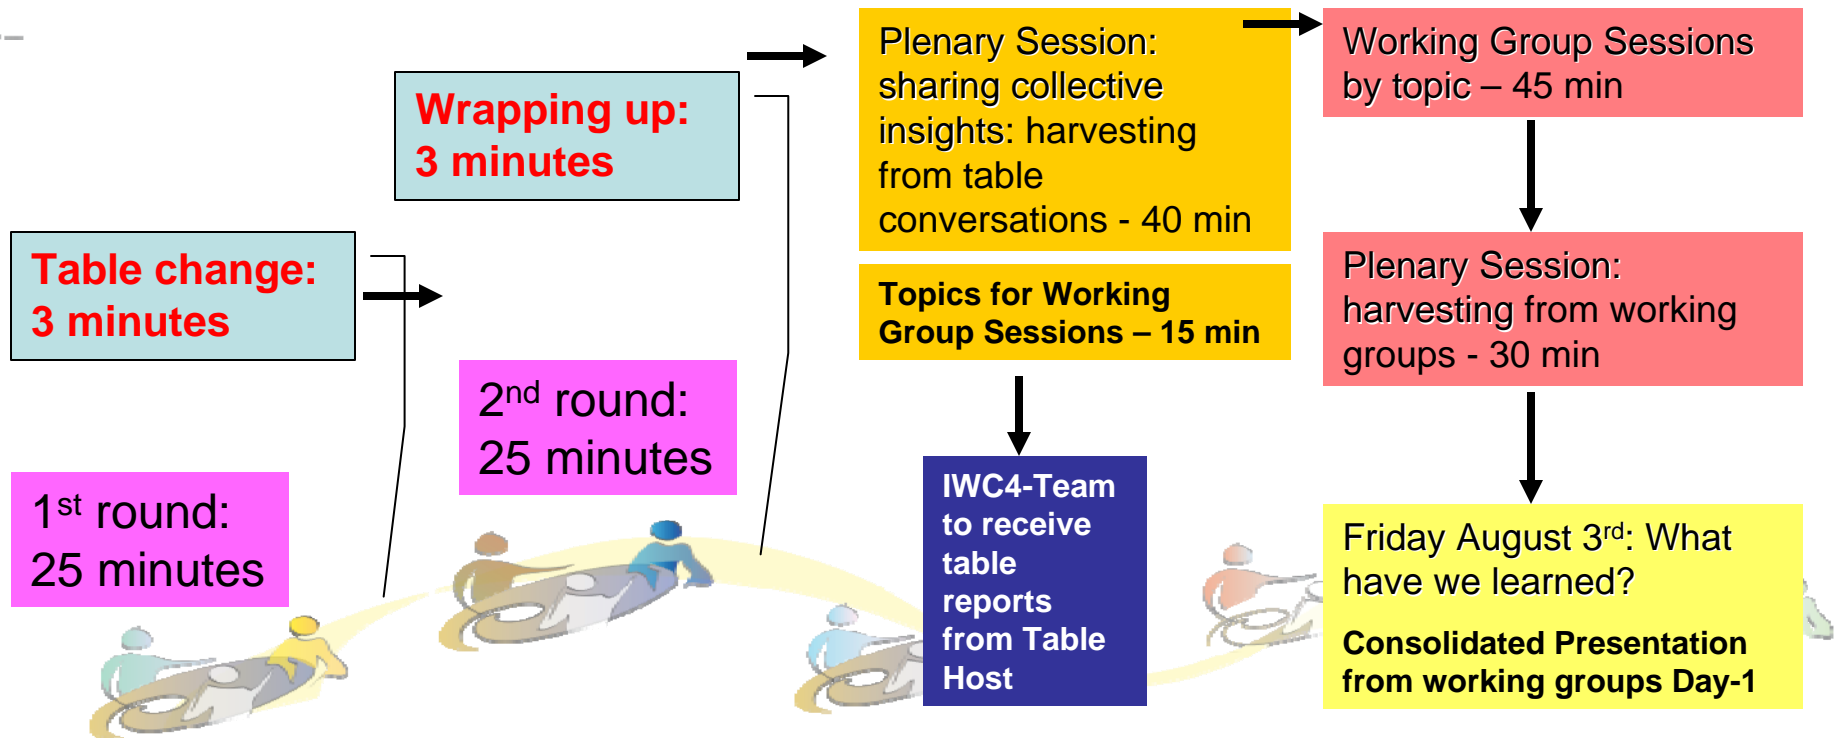 Table change:
3 minutes
1st round:
25 minutes
Wrapping up:
3 minutes
2nd round:
25 minutes
Plenary Session:
sharing collective
insights: harvesting
from table
conversations - 40 min
Topics for Working
Group Sessions – 15 min
IWC4-Team
to receive
table
reports
from Table
Host
Working Group Sessions
by topic – 45 min
Plenary Session:
harvesting from working
groups - 30 min
Friday August 3rd: What
have we learned?
Consolidated Presentation
from working groups Day-1